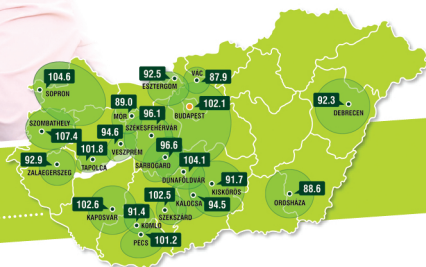 104.6
SOPRON
92.5
ESZTERGOM
VÁC
87.9
89.0
MÓR
96.1
SZÉKESFEHÉRVÁR
102.1
BUDAPEST
92.3
DEBRECEN
SZOMBATHELY
107.4
94.6
VESZPRÉM
101.8
TAPOLCA
92.9
ZALAEGERSZEG
96.6
SÁRBOGÁRD
104.1
DUNAFÖLDVÁR
91.7
KISKŐRÖS
88.6
OROSHÁZA
102.6
KAPOSVÁR
102.5
SZEKSZÁRD
KALOCSA
94.5
91.4
KOMLÓ
PÉCS
101.2